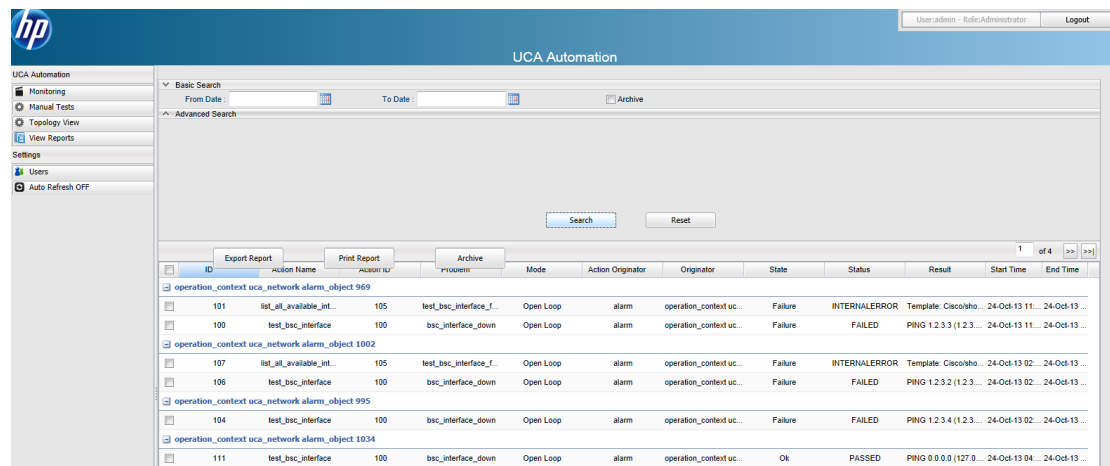 hp
User:admin - Role:Administrator Logout
UCA Automation
UCA Automation
Monitoring
Manual Tests
Topology View
View Reports
Settings
Users
Auto Refresh OFF
Basic Search
From Date : To Date : Archive
Advanced Search
Search Reset
1 of 4 >> >>|
Export Report Print Report Archive
ID Action Name Action ID Problem Mode Action Originator Originator State Status Result Start Time End Time
operation_context uca_network alarm_object 969
101 list_all_available_int... 105 test_bsc_interface_f... Open Loop alarm operation_context uc... Failure INTERNALERROR Template: Cisco/sho... 24-Oct-13 11:... 24-Oct-13 ...
100 test_bsc_interface 100 bsc_interface_down Open Loop alarm operation_context uc... Failure FAILED PING 1.2.3.3 (1.2.3.... 24-Oct-13 11:... 24-Oct-13 ...
operation_context uca_network alarm_object 1002
107 list_all_available_int... 105 test_bsc_interface_f... Open Loop alarm operation_context uc... Failure INTERNALERROR Template: Cisco/sho... 24-Oct-13 02:... 24-Oct-13 ...
106 test_bsc_interface 100 bsc_interface_down Open Loop alarm operation_context uc... Failure FAILED PING 1.2.3.2 (1.2.3.... 24-Oct-13 02:... 24-Oct-13 ...
operation_context uca_network alarm_object 995
104 test_bsc_interface 100 bsc_interface_down Open Loop alarm operation_context uc... Failure FAILED PING 1.2.3.4 (1.2.3.... 24-Oct-13 02:... 24-Oct-13 ...
operation_context uca_network alarm_object 1034
111 test_bsc_interface 100 bsc_interface_down Open Loop alarm operation_context uc... Ok PASSED PING 0.0.0.0 (127.0.... 24-Oct-13 04:... 24-Oct-13 ...